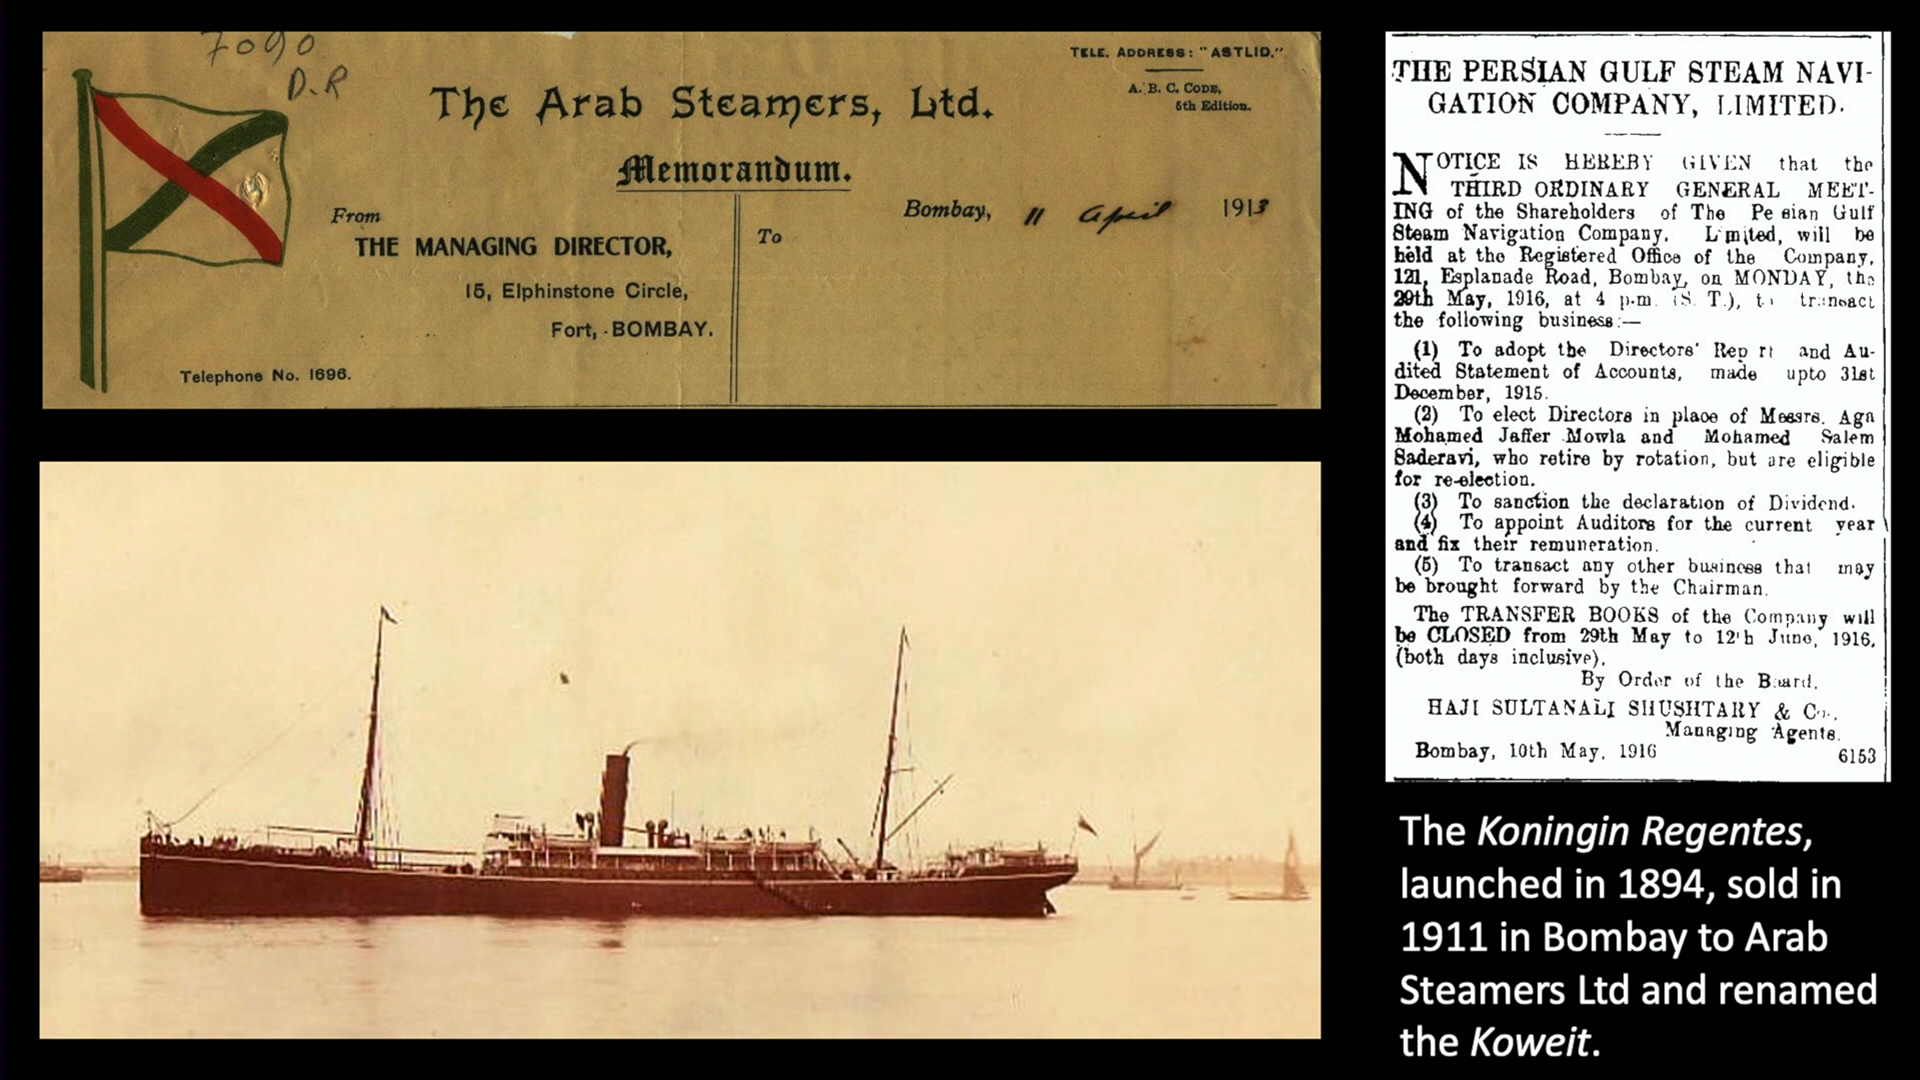 7090
D.R
TELE. ADDRESS: "ASTLID."
A. B. C. CODE,
5th Edition.
The Arab Steamers, Ltd.
Memorandum.
From
THE MANAGING DIRECTOR,
15, Elphinstone Circle,
Fort, BOMBAY.
Telephone No. 1696.
To
Bombay, 11 April 1913
THE PERSIAN GULF STEAM NAVI-
GATION COMPANY, LIMITED.
NOTICE IS HEREBY GIVEN that the
THIRD ORDINARY GENERAL MEET-
ING of the Shareholders of The Pe sian Gulf
Steam Navigation Company, L mited, will be
held at the Registered Office of the Company,
121, Esplanade Road, Bombay, on MONDAY, the
29th May, 1916, at 4 p.m. (S. T.), to transact
the following business:—
(1) To adopt the Directors' Rep rt and Au-
dited Statement of Accounts, made upto 31st
December, 1915.
(2) To elect Directors in place of Messrs. Aga
Mohamed Jaffer Mowla and Mohamed Salem
Saderavi, who retire by rotation, but are eligible
for re-election.
(3) To sanction the declaration of Dividend.
(4) To appoint Auditors for the current year
and fix their remuneration.
(5) To transact any other business that may
be brought forward by the Chairman.
The TRANSFER BOOKS of the Company will
be CLOSED from 29th May to 12th June, 1916,
(both days inclusive).
By Order of the Board,
HAJI SULTANALI SHUSHTARY & Co.,
Managing Agents.
Bombay, 10th May, 1916 6153
The Koningin Regentes,
launched in 1894, sold in
1911 in Bombay to Arab
Steamers Ltd and renamed
the Koweit.